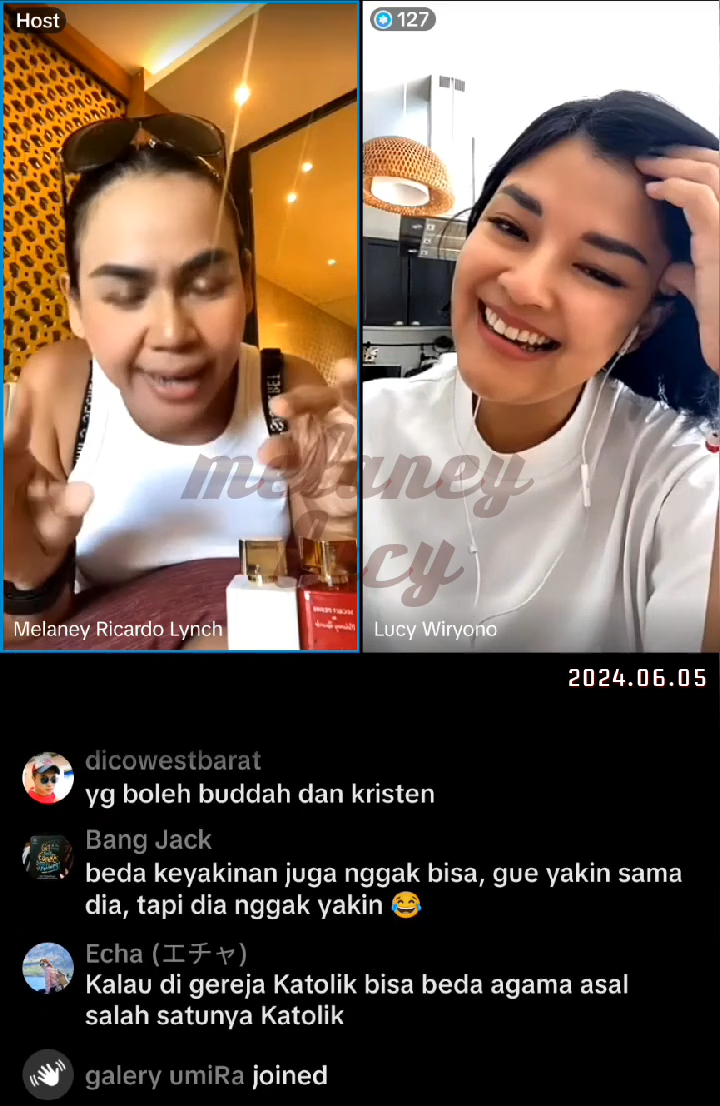 Host
127
melaney
lucy
Melaney Ricardo Lynch
Lucy Wiryono
2024.06.05
dicowestbarat
yg boleh buddah dan kristen
Bang Jack
beda keyakinan juga nggak bisa, gue yakin sama
dia, tapi dia nggak yakin 😂
Echa (エチャ)
Kalau di gereja Katolik bisa beda agama asal
salah satunya Katolik
galery umiRa joined